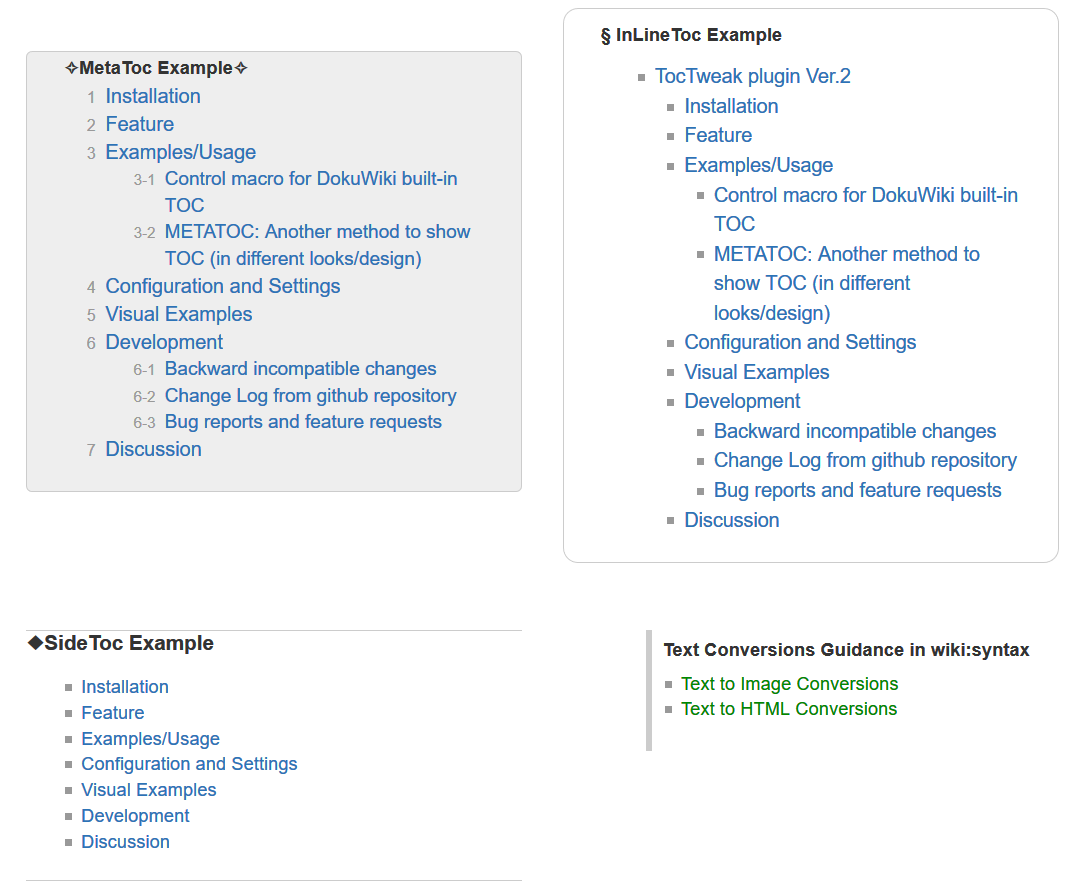 ✧MetaToc Example✧
1 Installation
2 Feature
3 Examples/Usage
3-1 Control macro for DokuWiki built-in
TOC
3-2 METATOC: Another method to show
TOC (in different looks/design)
4 Configuration and Settings
5 Visual Examples
6 Development
6-1 Backward incompatible changes
6-2 Change Log from github repository
6-3 Bug reports and feature requests
7 Discussion
§ InLineToc Example
TocTweak plugin Ver.2
Installation
Feature
Examples/Usage
Control macro for DokuWiki built-in
TOC
METATOC: Another method to
show TOC (in different
looks/design)
Configuration and Settings
Visual Examples
Development
Backward incompatible changes
Change Log from github repository
Bug reports and feature requests
Discussion
◆SideToc Example
Installation
Feature
Examples/Usage
Configuration and Settings
Visual Examples
Development
Discussion
Text Conversions Guidance in wiki:syntax
Text to Image Conversions
Text to HTML Conversions